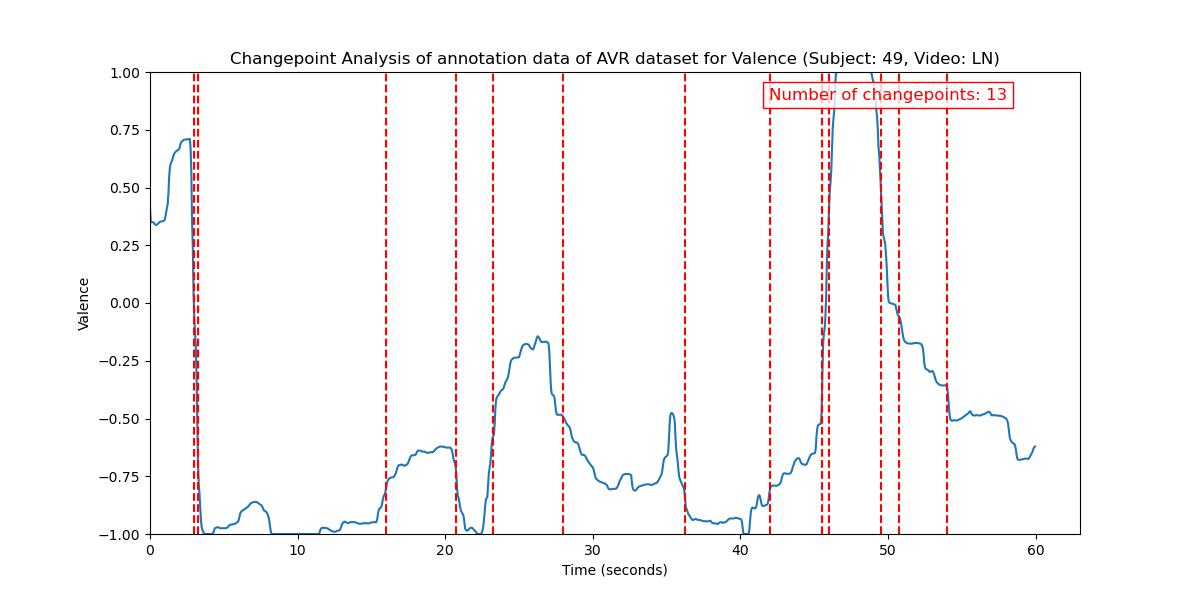 Changepoint Analysis of annotation data of AVR dataset for Valence (Subject: 49, Video: LN)
Number of changepoints: 13
Valence
1.00
0.75
0.50
0.25
0.00
−0.25
−0.50
−0.75
−1.00
0 10 20 30 40 50 60
Time (seconds)